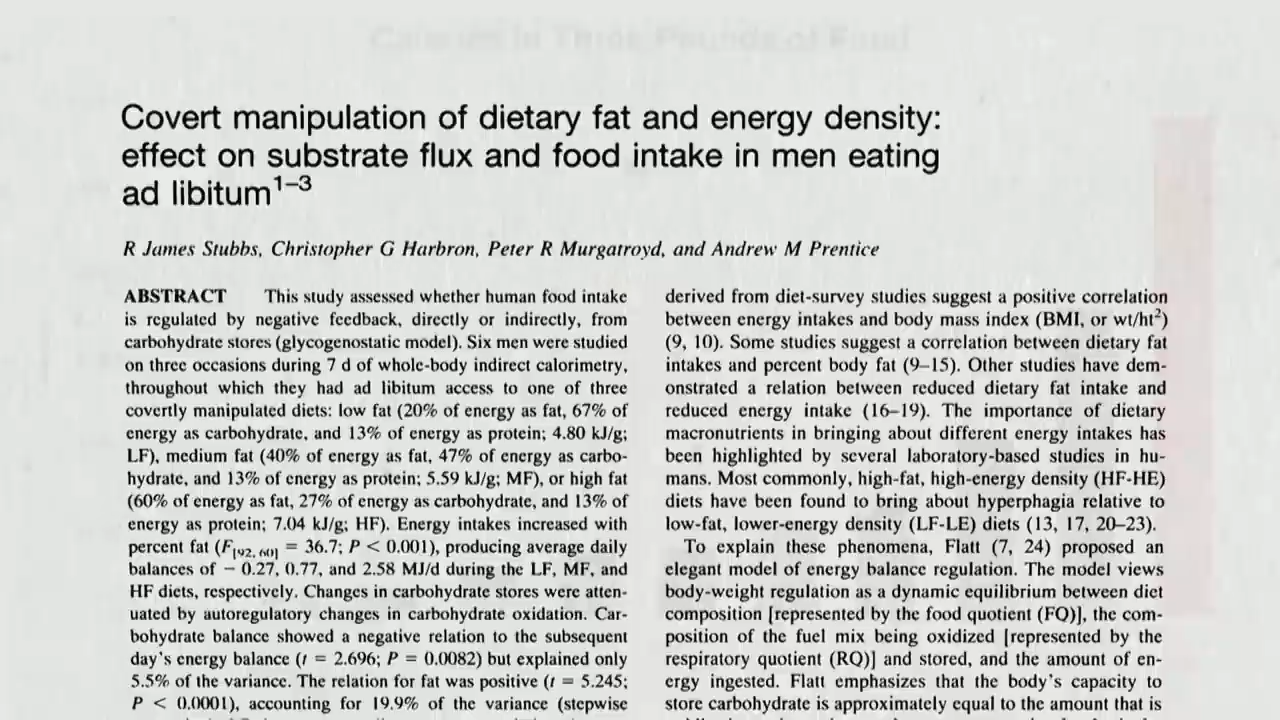 Calories in Three Pounds of Food
Covert manipulation of dietary fat and energy density:
effect on substrate flux and food intake in men eating
ad libitum1–3
R James Stubbs, Christopher G Harbron, Peter R Murgatroyd, and Andrew M Prentice
ABSTRACT This study assessed whether human food intake
is regulated by negative feedback, directly or indirectly, from
carbohydrate stores (glycogenostatic model). Six men were studied
on three occasions during 7 d of whole-body indirect calorimetry,
throughout which they had ad libitum access to one of three
covertly manipulated diets: low fat (20% of energy as fat, 67% of
energy as carbohydrate, and 13% of energy as protein; 4.80 kJ/g;
LF), medium fat (40% of energy as fat, 47% of energy as carbo-
hydrate, and 13% of energy as protein; 5.59 kJ/g; MF), or high fat
(60% of energy as fat, 27% of energy as carbohydrate, and 13% of
energy as protein; 7.04 kJ/g; HF). Energy intakes increased with
percent fat (F[92, 60] = 36.7; P < 0.001), producing average daily
balances of − 0.27, 0.77, and 2.58 MJ/d during the LF, MF, and
HF diets, respectively. Changes in carbohydrate stores were atten-
uated by autoregulatory changes in carbohydrate oxidation. Car-
bohydrate balance showed a negative relation to the subsequent
day's energy balance (t = 2.696; P = 0.0082) but explained only
5.5% of the variance. The relation for fat was positive (t = 5.245;
P < 0.0001), accounting for 19.9% of the variance (stepwise
derived from diet-survey studies suggest a positive correlation
between energy intakes and body mass index (BMI, or wt/ht²)
(9, 10). Some studies suggest a correlation between dietary fat
intakes and percent body fat (9–15). Other studies have dem-
onstrated a relation between reduced dietary fat intake and
reduced energy intake (16–19). The importance of dietary
macronutrients in bringing about different energy intakes has
been highlighted by several laboratory-based studies in hu-
mans. Most commonly, high-fat, high-energy density (HF-HE)
diets have been found to bring about hyperphagia relative to
low-fat, lower-energy density (LF-LE) diets (13, 17, 20–23).
To explain these phenomena, Flatt (7, 24) proposed an
elegant model of energy balance regulation. The model views
body-weight regulation as a dynamic equilibrium between diet
composition [represented by the food quotient (FQ)], the com-
position of the fuel mix being oxidized [represented by the
respiratory quotient (RQ)] and stored, and the amount of en-
ergy ingested. Flatt emphasizes that the body's capacity to
store carbohydrate is approximately equal to the amount that is